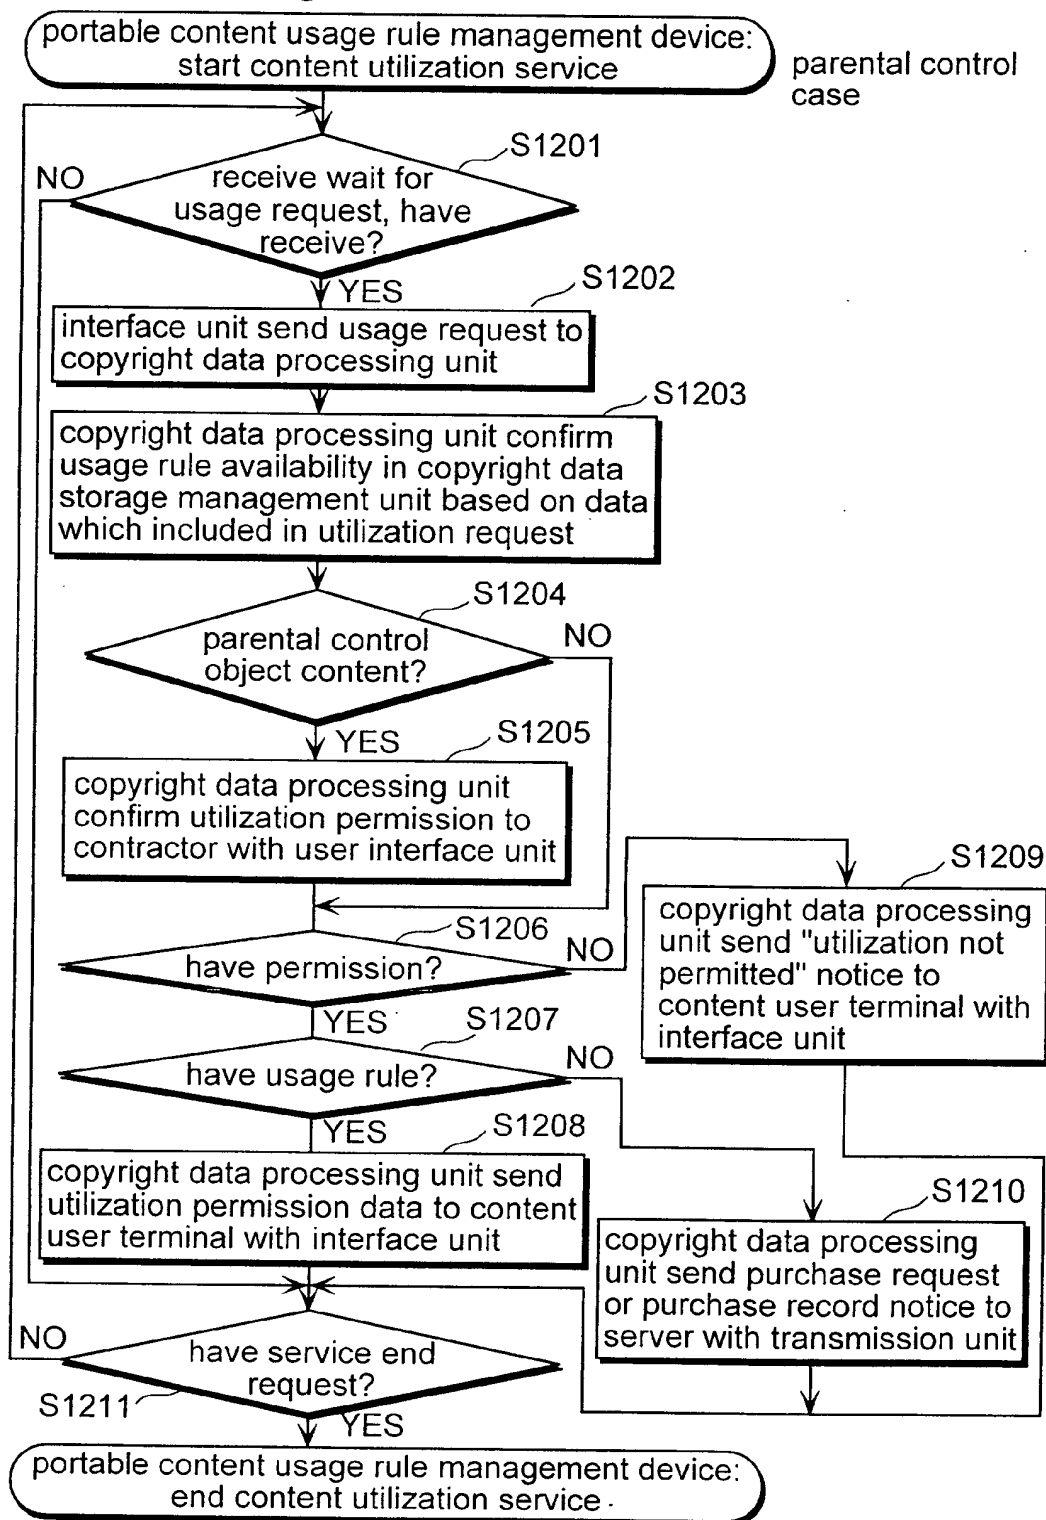 portable content usage rule management device:
start content utilization service
parental control
case
S1201
NO
receive wait for
usage request, have
receive?
YES
S1202
interface unit send usage request to
copyright data processing unit
S1203
copyright data processing unit confirm
usage rule availability in copyright data
storage management unit based on data
which included in utilization request
S1204
parental control
object content?
NO
YES
S1205
copyright data processing unit
confirm utilization permission to
contractor with user interface unit
S1206
have permission?
NO
S1209
copyright data processing
unit send "utilization not
permitted" notice to
content user terminal with
interface unit
YES
S1207
have usage rule?
NO
YES
S1208
copyright data processing unit send
utilization permission data to content
user terminal with interface unit
S1210
copyright data processing
unit send purchase request
or purchase record notice to
server with transmission unit
NO
have service end
request?
S1211
YES
portable content usage rule management device:
end content utilization service